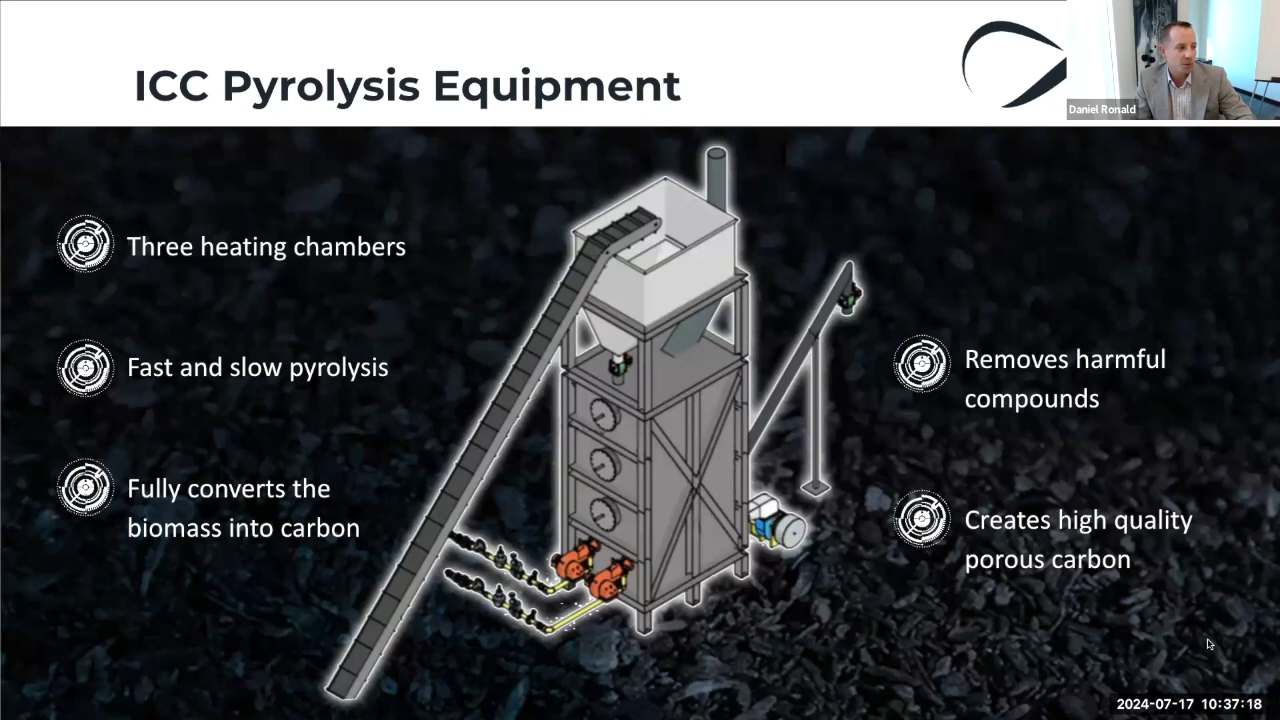 ICC Pyrolysis Equipment
Daniel Ronald
Three heating chambers
Fast and slow pyrolysis
Fully converts the
biomass into carbon
Removes harmful
compounds
Creates high quality
porous carbon
2024-07-17 10:37:18